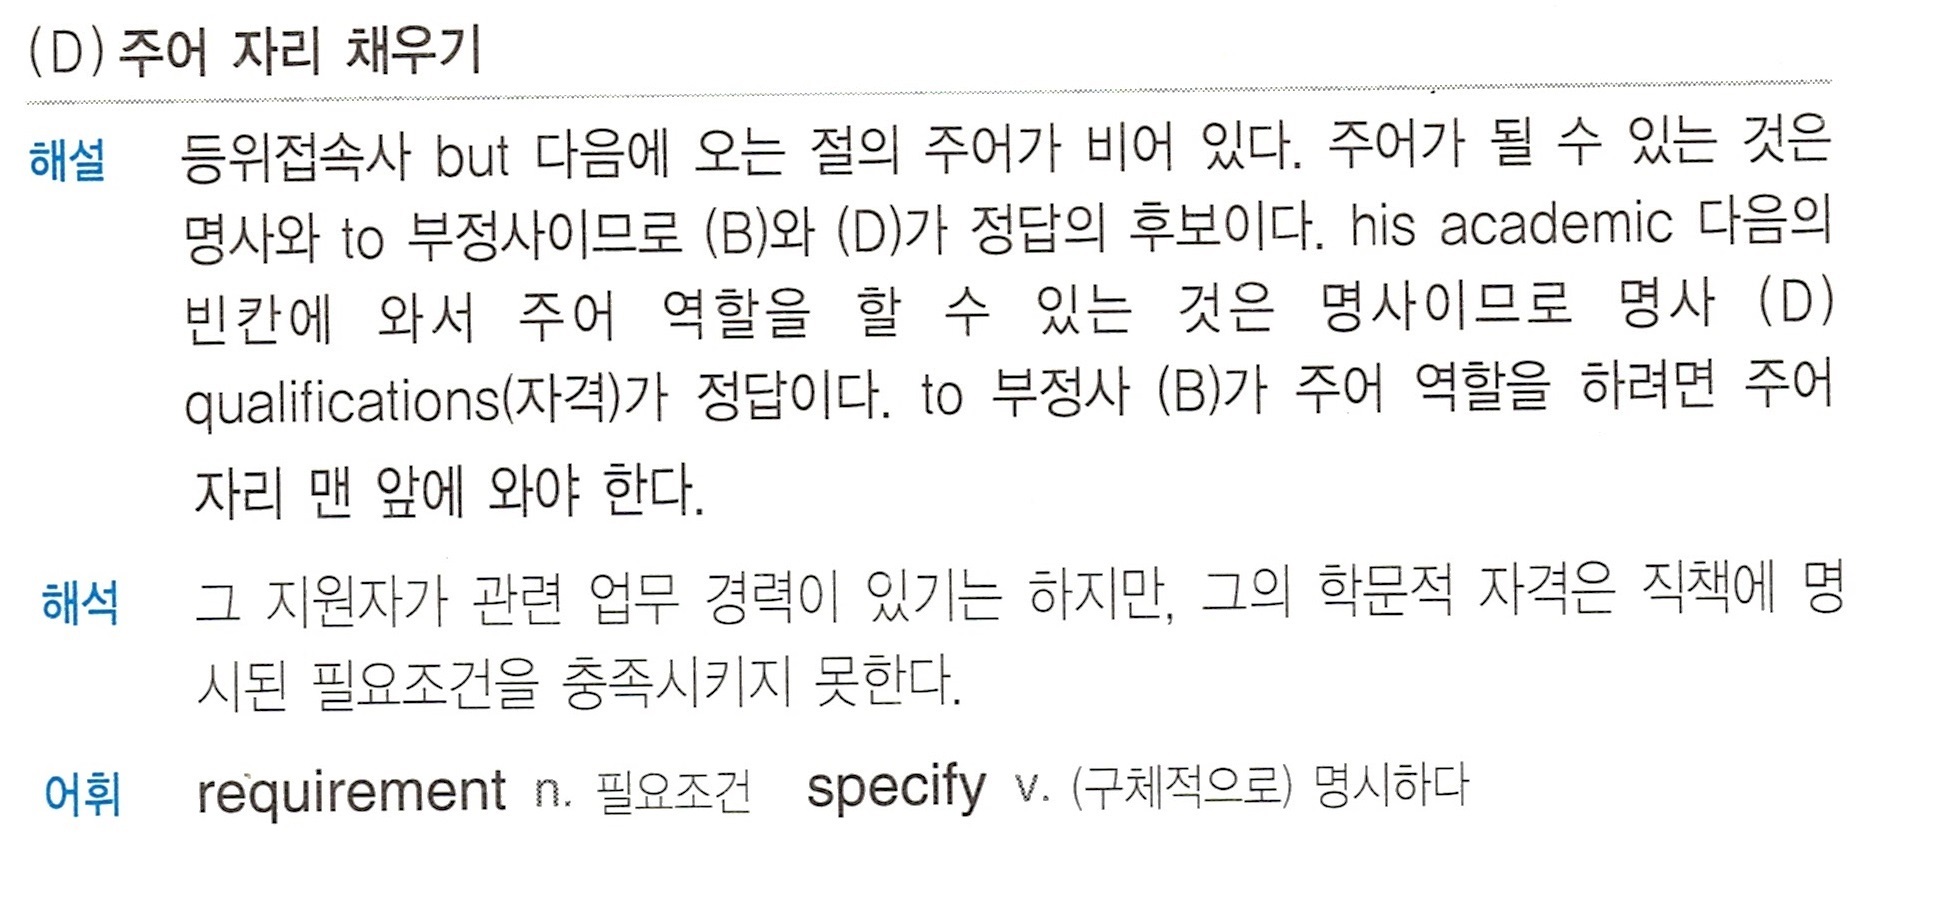 (D) 주어 자리 채우기
해설 등위접속사 but 다음에 오는 절의 주어가 비어 있다. 주어가 될 수 있는 것은
명사와 to 부정사이므로 (B)와 (D)가 정답의 후보이다. his academic 다음의
빈칸에 와서 주어 역할을 할 수 있는 것은 명사이므로 명사 (D)
qualifications(자격)가 정답이다. to 부정사 (B)가 주어 역할을 하려면 주어
자리 맨 앞에 와야 한다.
해석 그 지원자가 관련 업무 경력이 있기는 하지만, 그의 학문적 자격은 직책에 명
시된 필요조건을 충족시키지 못한다.
어휘 requirement n. 필요조건 specify v. (구체적으로) 명시하다